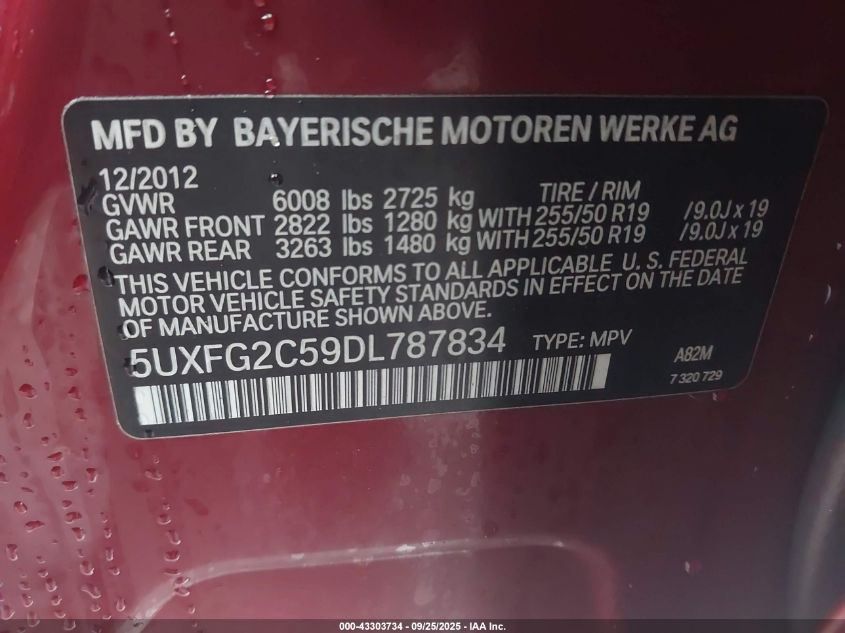 MFD BY BAYERISCHE MOTOREN WERKE AG
12/2012
GVWR 6008 lbs 2725 kg TIRE / RIM
GAWR FRONT 2822 lbs 1280 kg WITH 255/50 R19 /9.0J x 19
GAWR REAR 3263 lbs 1480 kg WITH 255/50 R19 /9.0J x 19
THIS VEHICLE CONFORMS TO ALL APPLICABLE U. S. FEDERAL
MOTOR VEHICLE SAFETY STANDARDS IN EFFECT ON THE DATE
OF MANUFACTURE SHOWN ABOVE.
5UXFG2C59DL787834 TYPE: MPV A82M
7 320 729
000-43303734 - 09/25/2025 - IAA Inc.